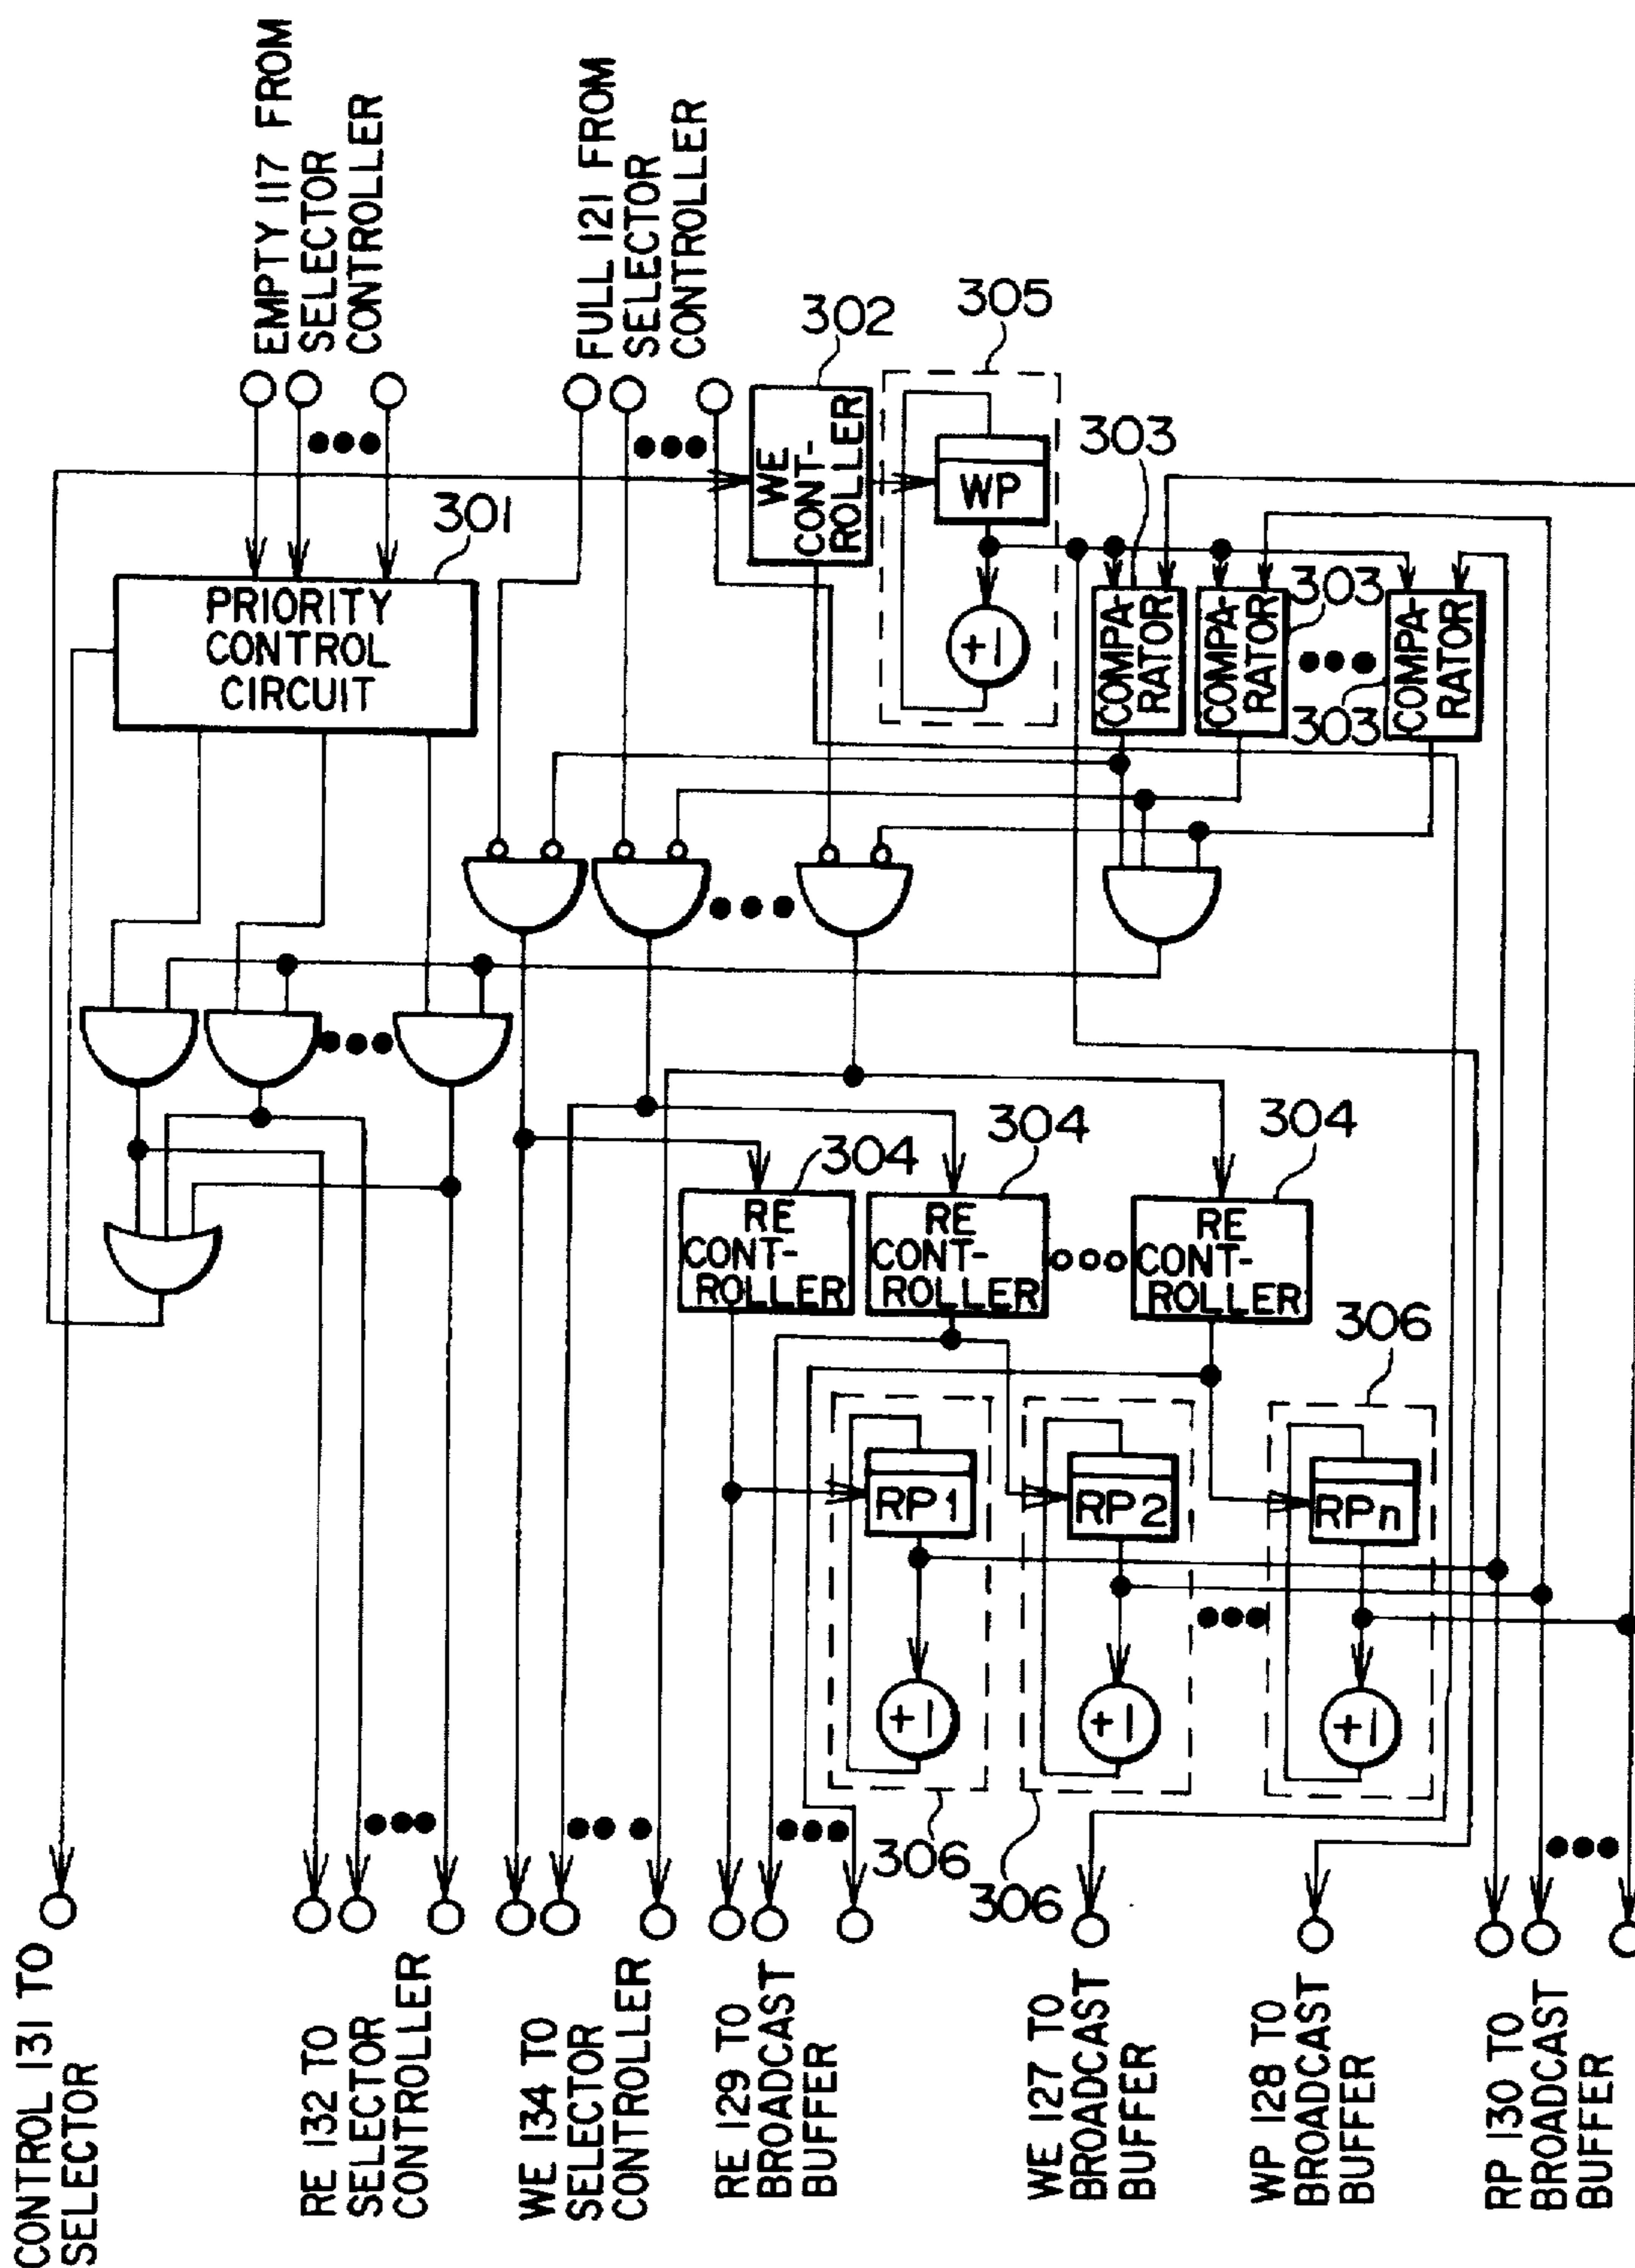 EMPTY 117 FROM
SELECTOR
CONTROLLER
FULL 121 FROM
SELECTOR
CONTROLLER
302
305
303
301
WE
CONT-
ROLLER
WP
+1
PRIORITY
CONTROL
CIRCUIT
COMPA-
RATOR
COMPA-
RATOR
303
303
COMPA-
RATOR
304
304
304
RE
CONT-
ROLLER
RE
CONT-
ROLLER
RE
CONT-
ROLLER
306
RP1
RP2
RPn
+1
+1
+1
306
306
CONTROL 131 TO
SELECTOR
RE 132 TO
SELECTOR
CONTROLLER
WE 134 TO
SELECTOR
CONTROLLER
RE 129 TO
BROADCAST
BUFFER
WE 127 TO
BROADCAST
BUFFER
WP 128 TO
BROADCAST
BUFFER
RP 130 TO
BROADCAST
BUFFER